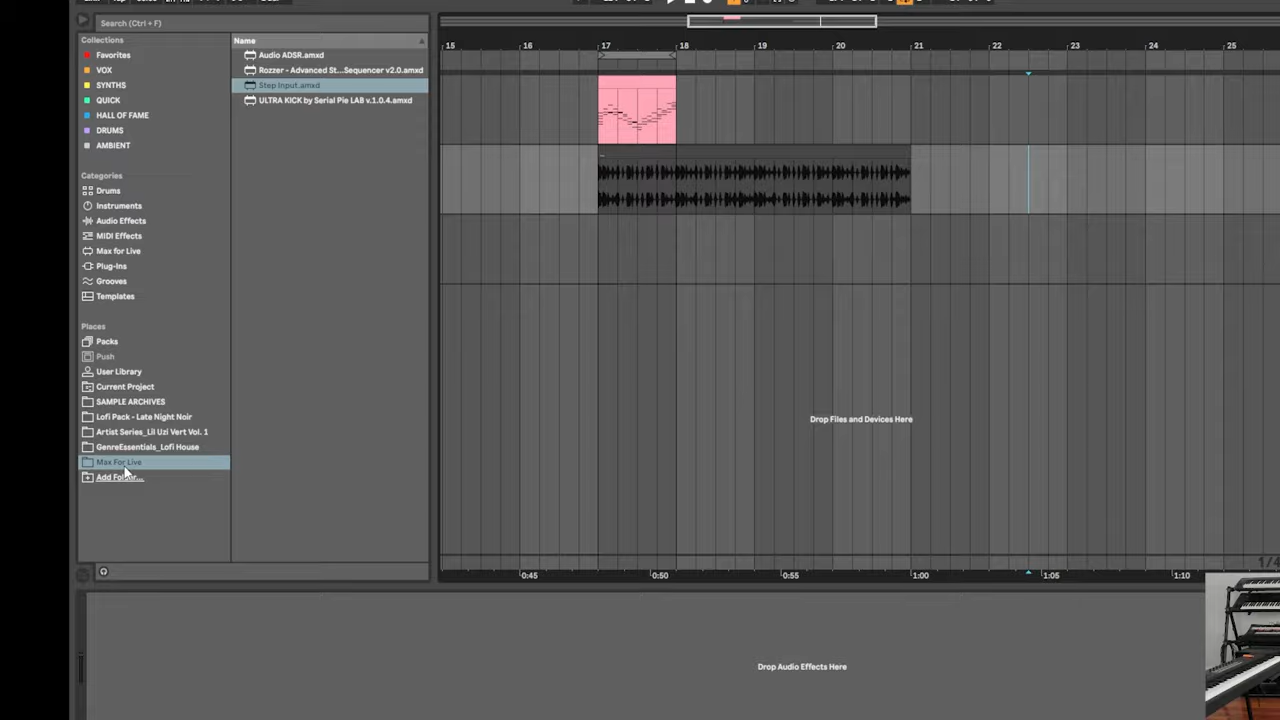 Search (Ctrl + F)
Collections
Favorites
VOX
SYNTHS
QUICK
HALL OF FAME
DRUMS
AMBIENT
Categories
Drums
Instruments
Audio Effects
MIDI Effects
Max for Live
Plug-Ins
Grooves
Templates
Places
Packs
Push
User Library
Current Project
SAMPLE ARCHIVES
Lofi Pack - Late Night Noir
Artist Series_Lil Uzi Vert Vol. 1
GenreEssentials_Lofi House
Max For Live
Add Folder...
Name
Audio ADSR.amxd
Rozzer - Advanced St...Sequencer v2.0.amxd
Step Input.amxd
ULTRA KICK by Serial Pie LAB v.1.0.4.amxd
15 16 17 18 19 20 21 22 23 24 25
Drop Files and Devices Here
1/4
0:45 0:50 0:55 1:00 1:05 1:10
Drop Audio Effects Here